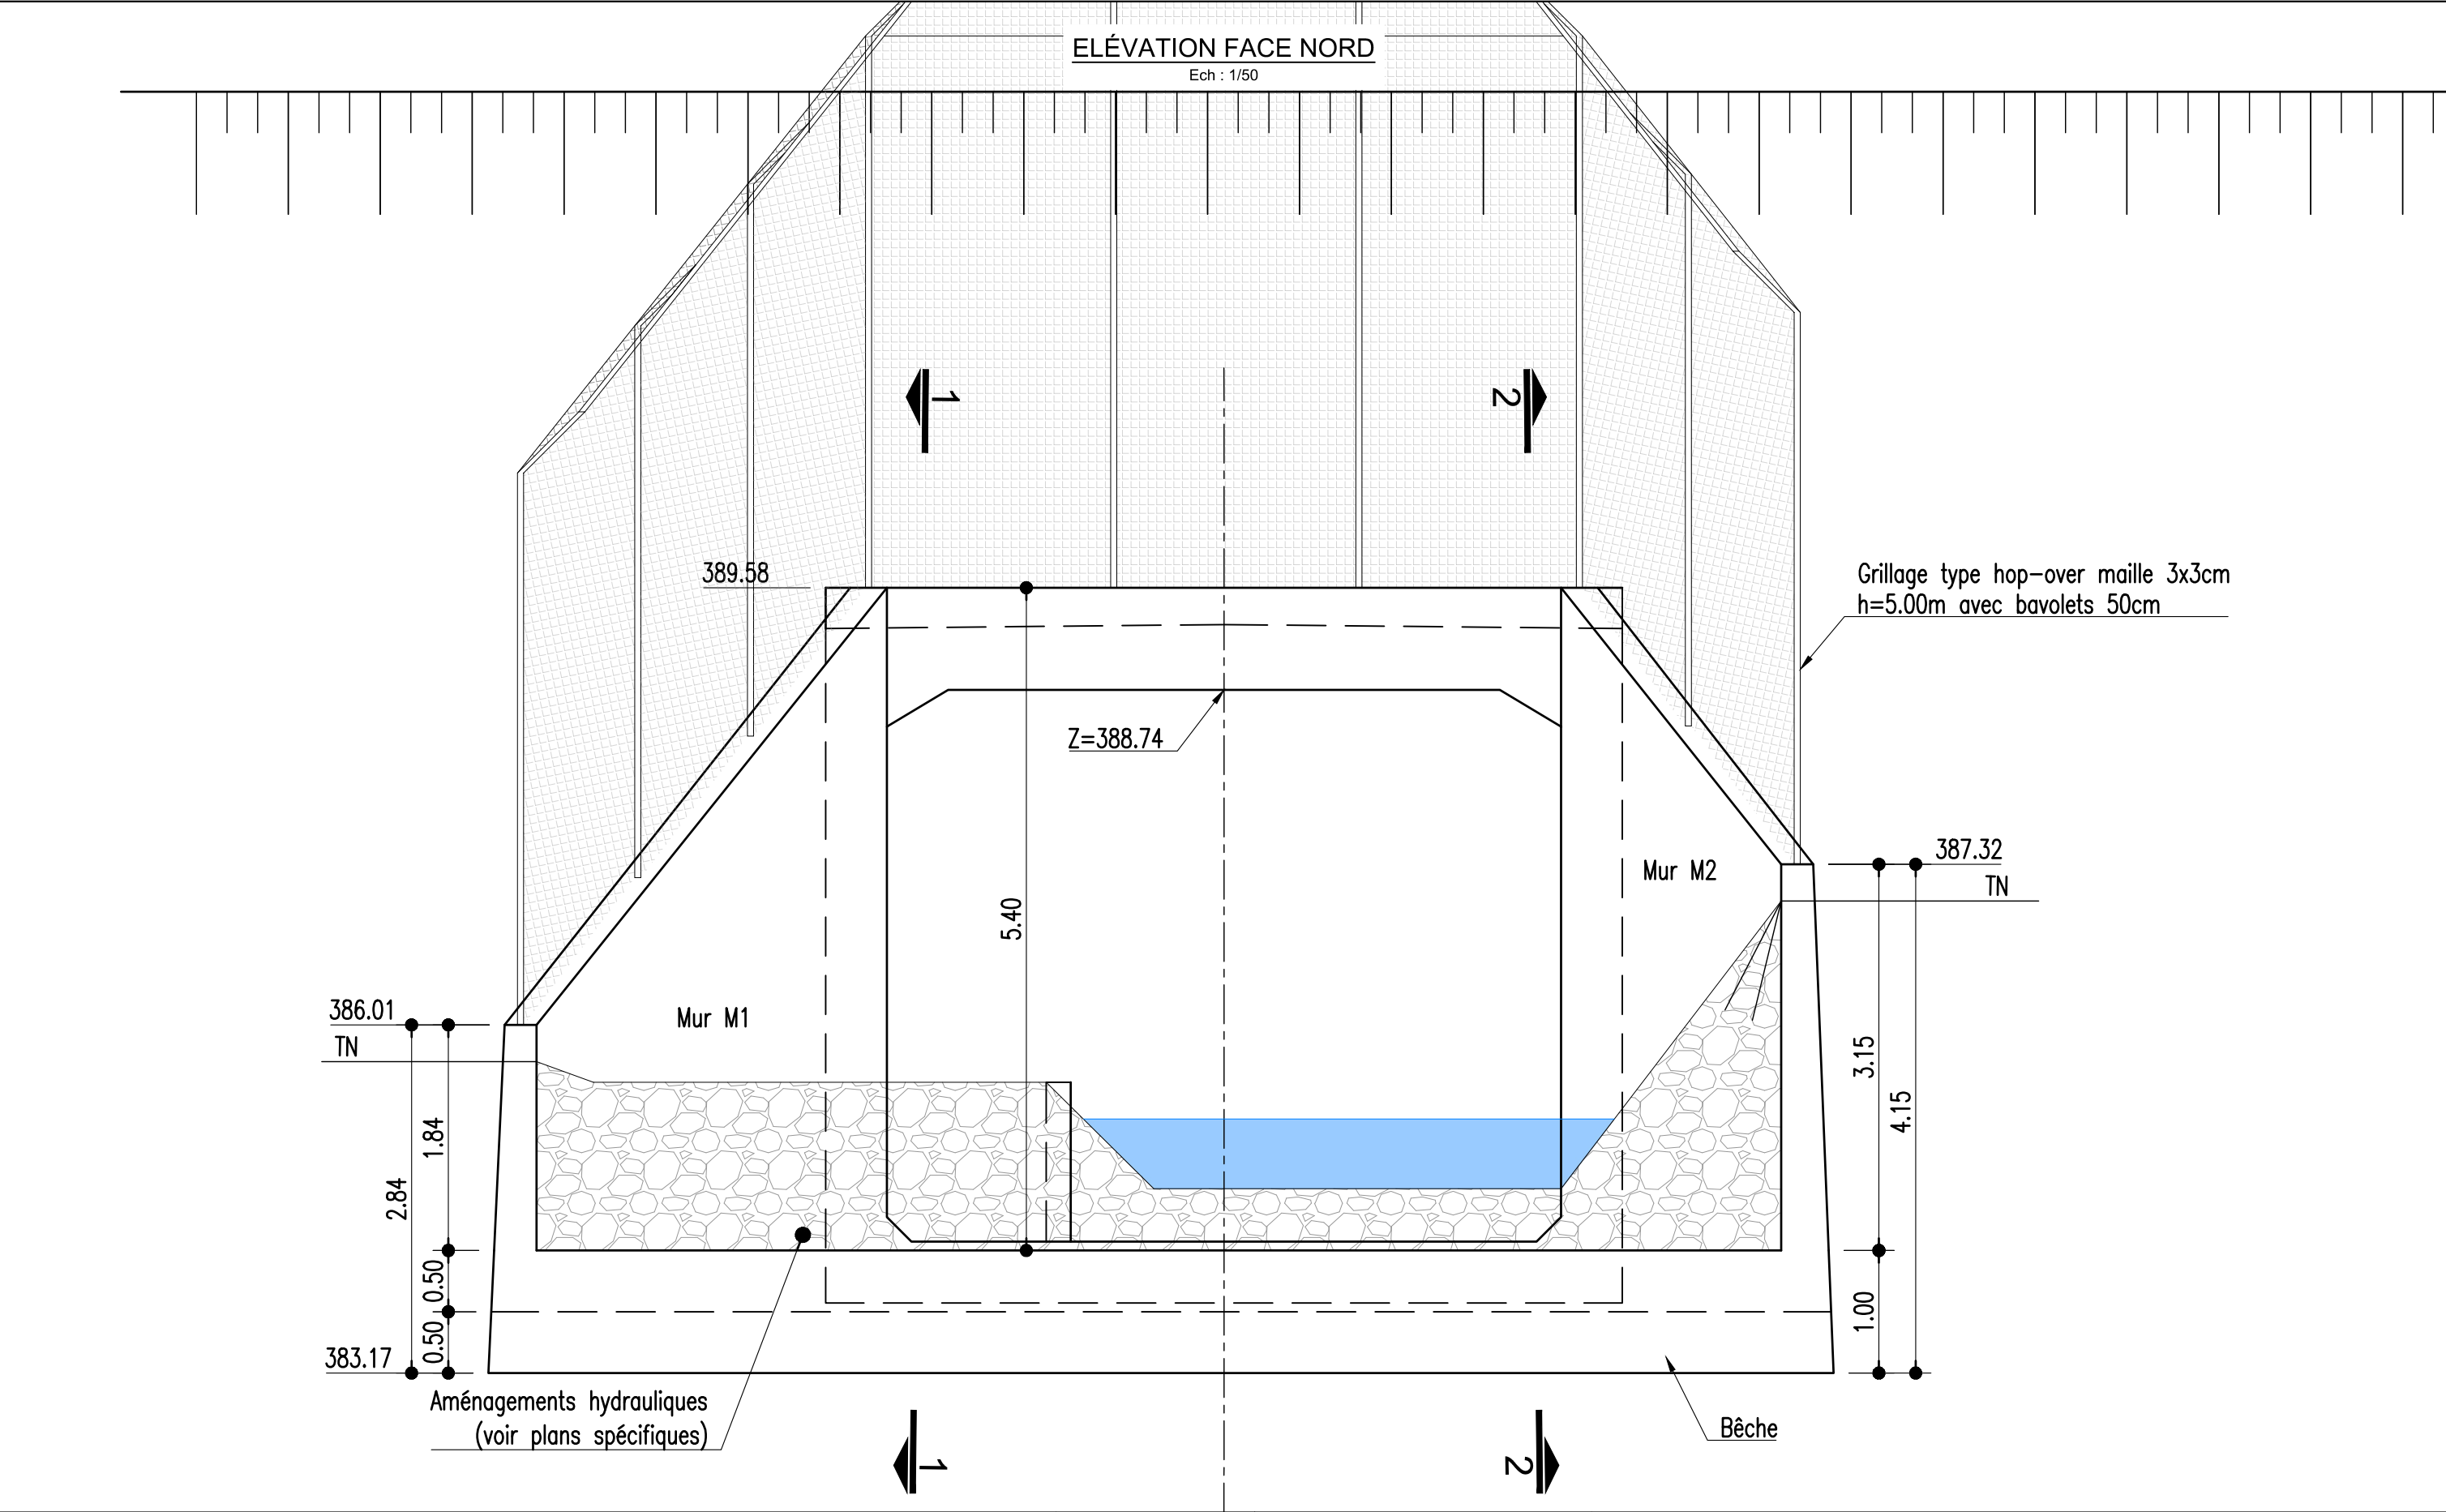 ELÉVATION FACE NORD
Ech : 1/50
1
2
389.58
Grillage type hop-over maille 3x3cm
h=5.00m avec bavolets 50cm
Z=388.74
387.32
TN
Mur M2
5.40
386.01
TN
Mur M1
3.15
4.15
1.84
2.84
0.50
0.50
1.00
383.17
Aménagements hydrauliques
(voir plans spécifiques)
Bêche
1
2